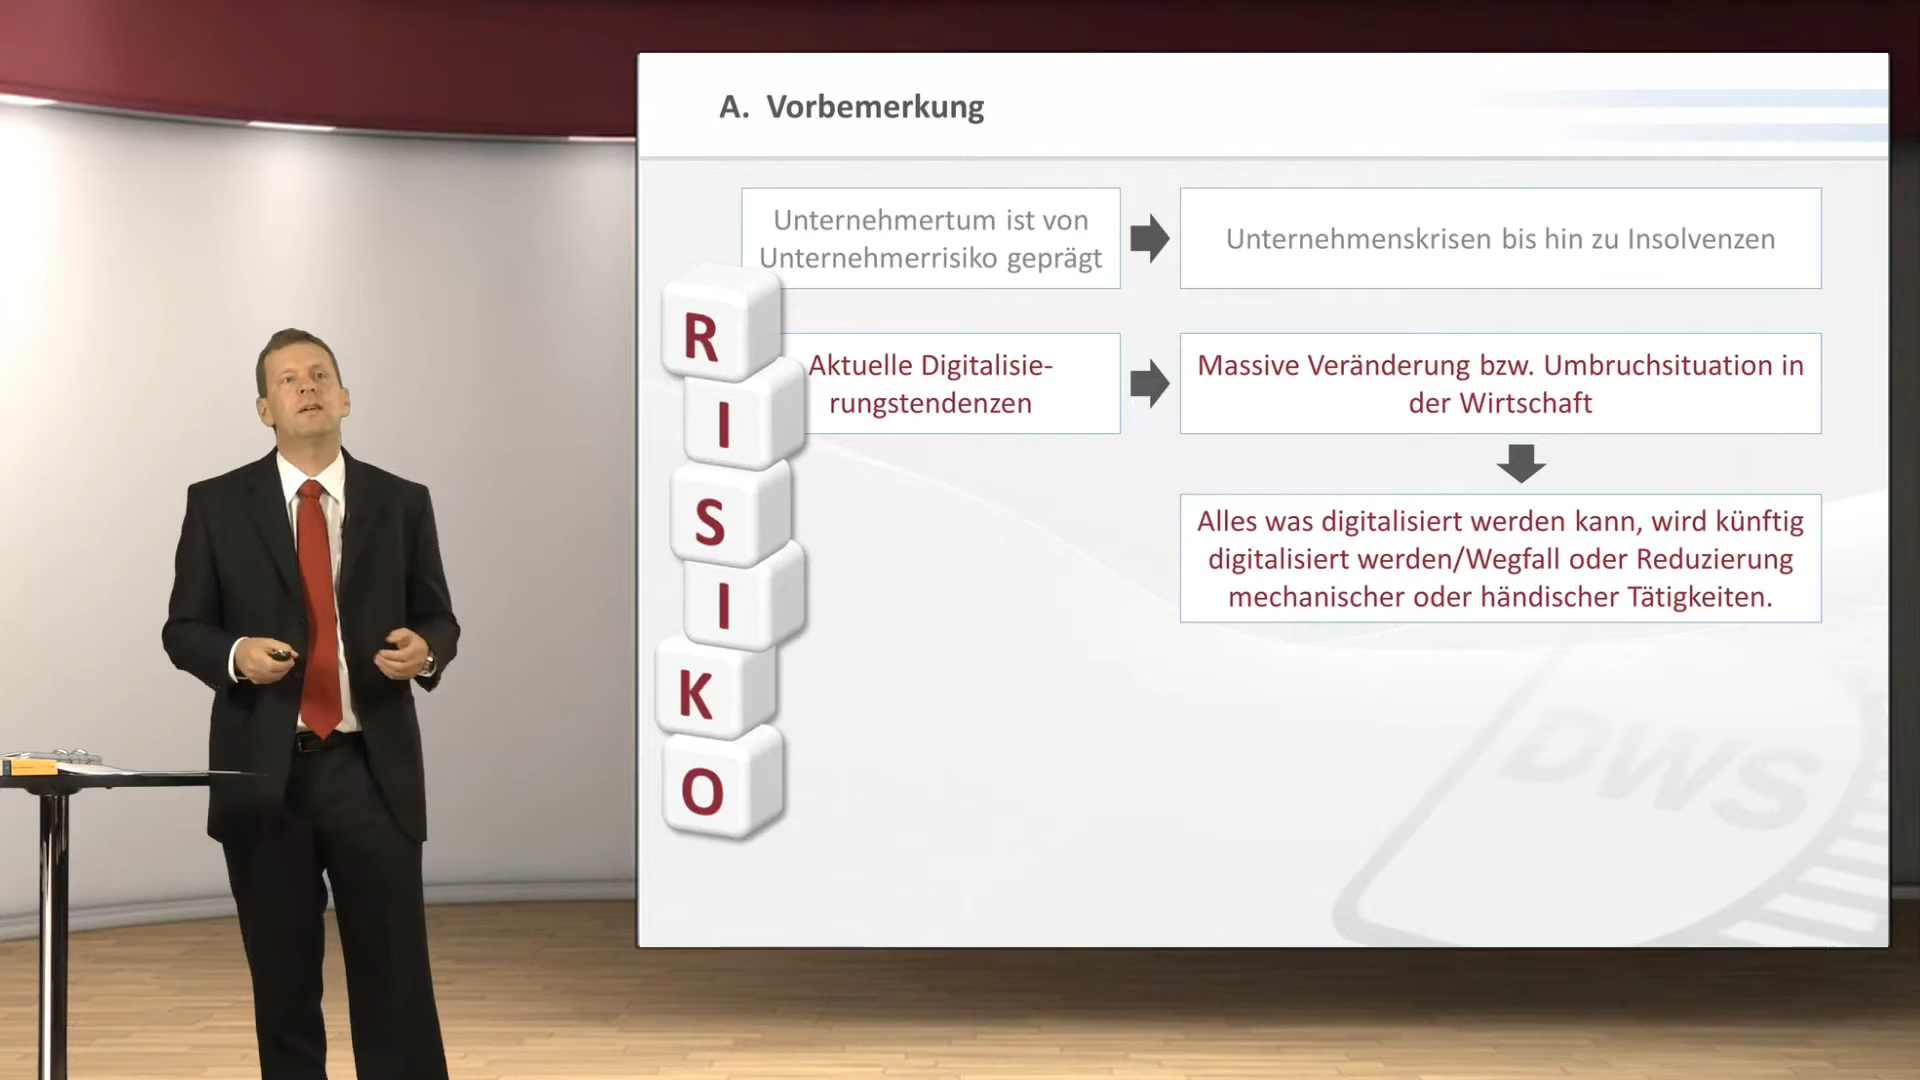 A. Vorbemerkung
Unternehmertum ist von
Unternehmerrisiko geprägt
Unternehmenskrisen bis hin zu Insolvenzen
Aktuelle Digitalisie-
rungstendenzen
Massive Veränderung bzw. Umbruchsituation in
der Wirtschaft
Alles was digitalisiert werden kann, wird künftig
digitalisiert werden/Wegfall oder Reduzierung
mechanischer oder händischer Tätigkeiten.
R
I
S
I
K
O
DWS